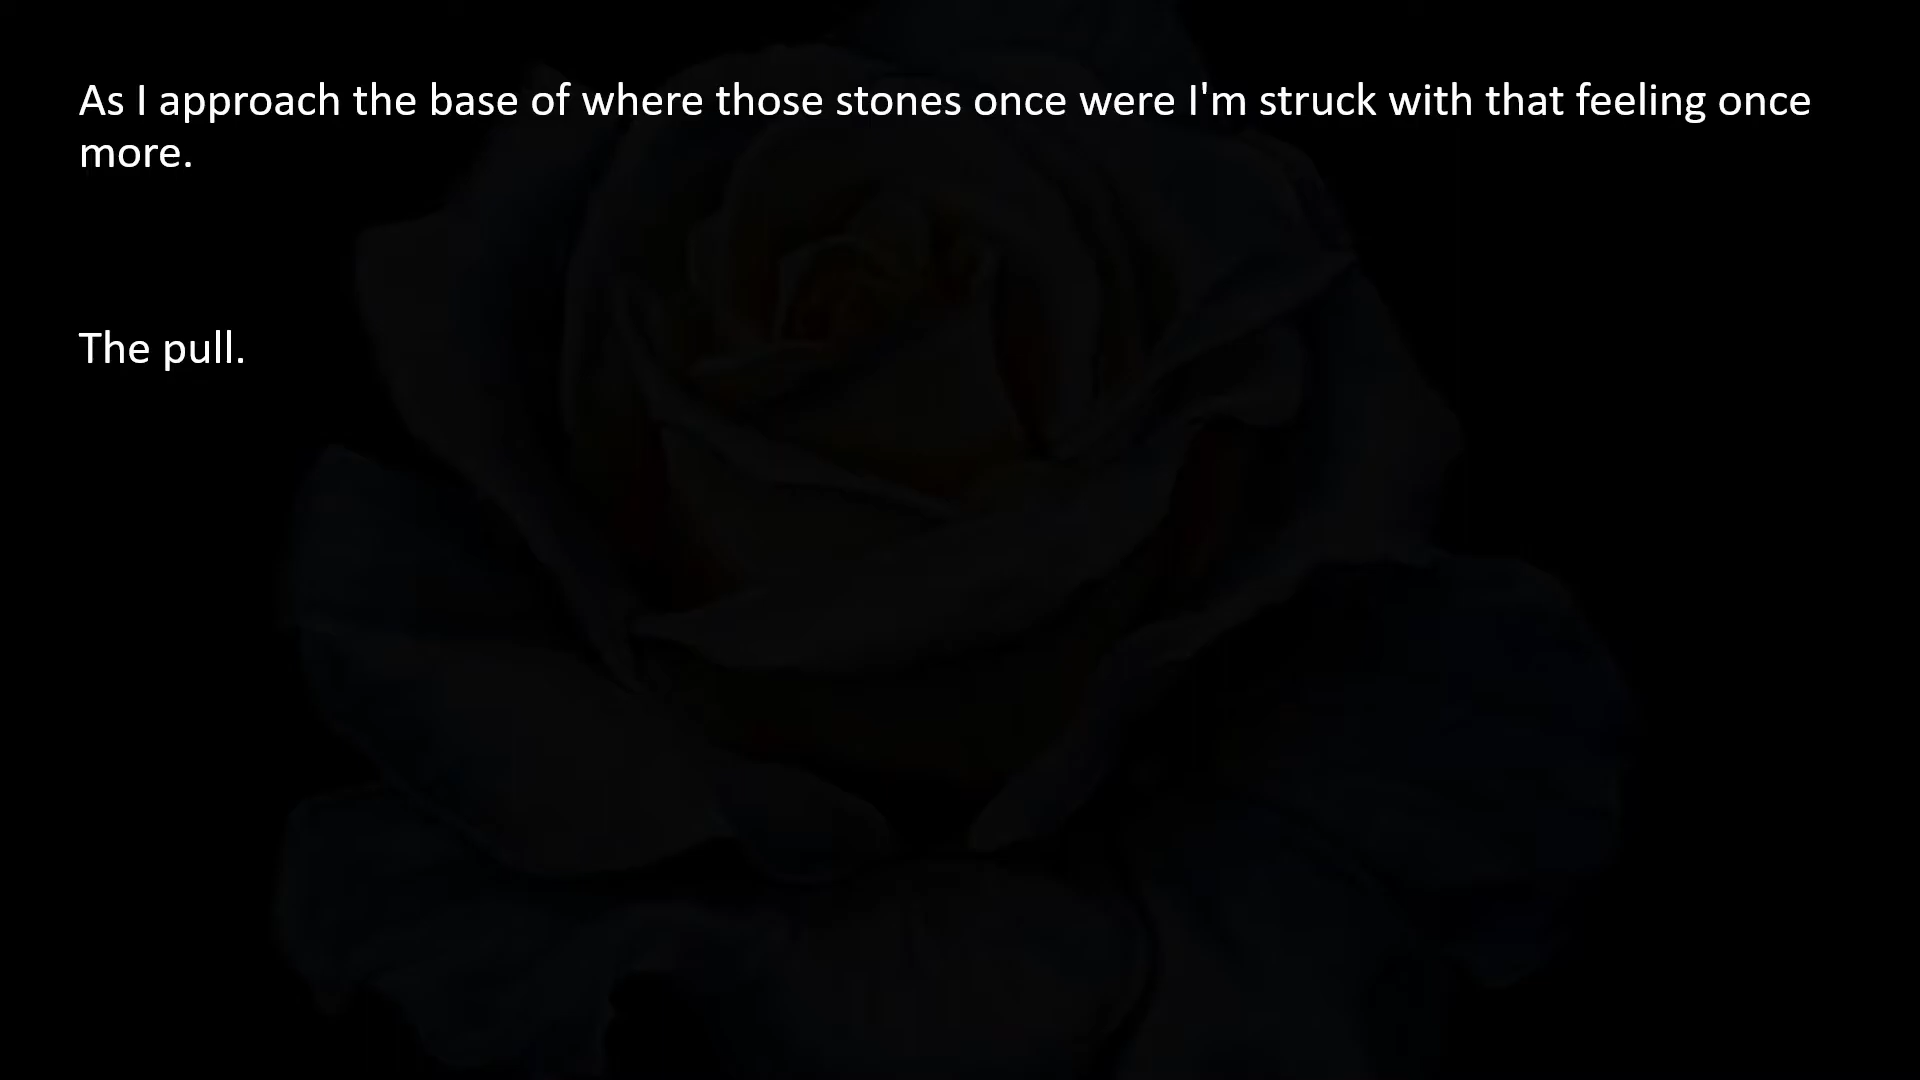 As I approach the base of where those stones once were I'm struck with that feeling once
more.
The pull.